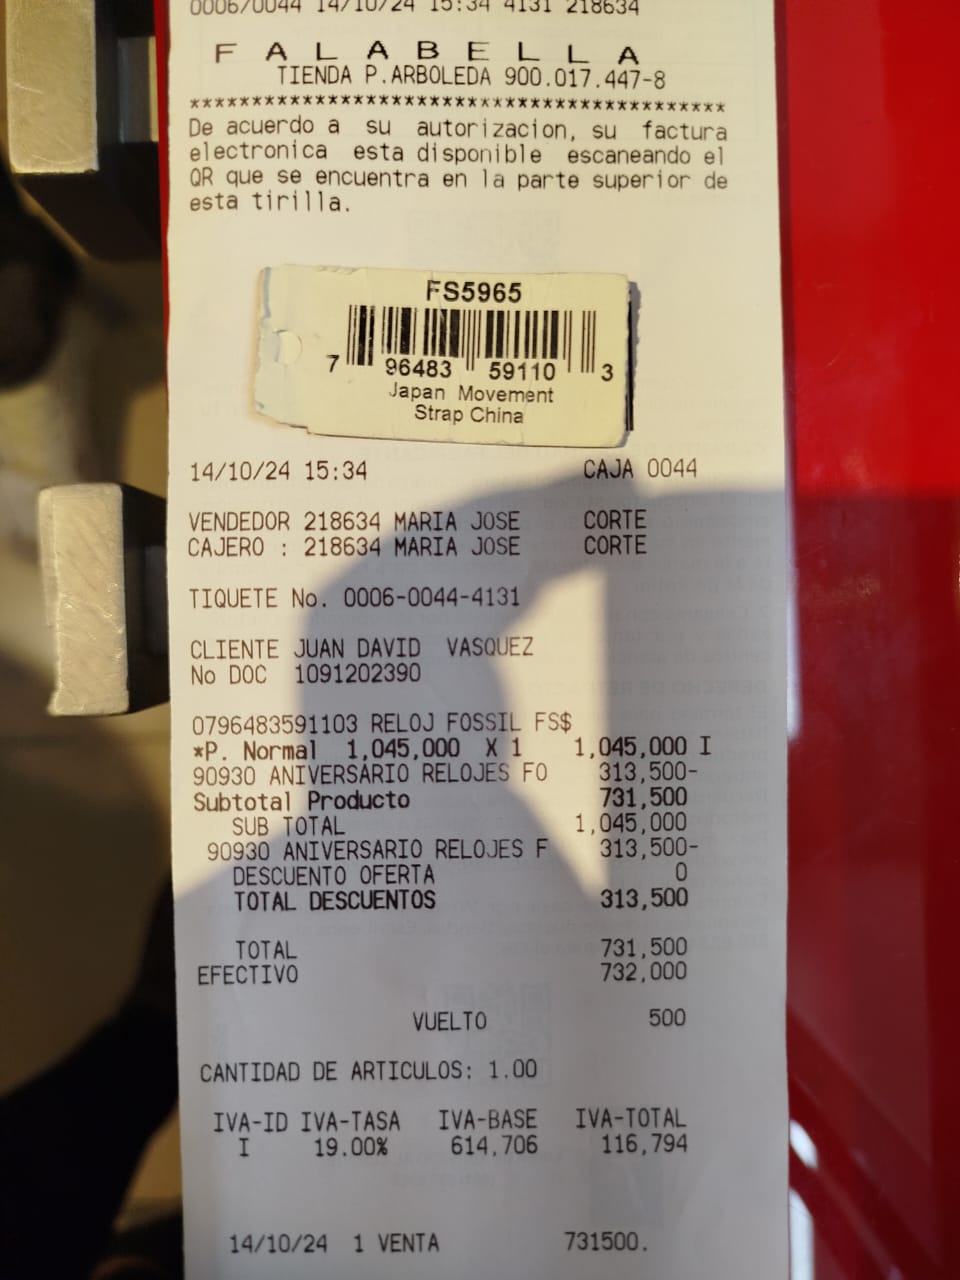 0006/0044 14/10/24 15:34 4131 218634
F A L A B E L L A
TIENDA P.ARBOLEDA 900.017.447-8
*******************************************
De acuerdo a su autorizacion, su factura
electronica esta disponible escaneando el
QR que se encuentra en la parte superior de
esta tirilla.
FS5965
7 96483 59110 3
Japan Movement
Strap China
14/10/24 15:34 CAJA 0044
VENDEDOR 218634 MARIA JOSE CORTE
CAJERO : 218634 MARIA JOSE CORTE
TIQUETE No. 0006-0044-4131
CLIENTE JUAN DAVID VASQUEZ
No DOC 1091202390
0796483591103 RELOJ FOSSIL FS$
*P. Normal 1,045,000 X 1 1,045,000 I
90930 ANIVERSARIO RELOJES FO 313,500-
Subtotal Producto 731,500
SUB TOTAL 1,045,000
90930 ANIVERSARIO RELOJES F 313,500-
DESCUENTO OFERTA 0
TOTAL DESCUENTOS 313,500
TOTAL 731,500
EFECTIVO 732,000
VUELTO 500
CANTIDAD DE ARTICULOS: 1.00
IVA-ID IVA-TASA IVA-BASE IVA-TOTAL
I 19.00% 614,706 116,794
14/10/24 1 VENTA 731500.